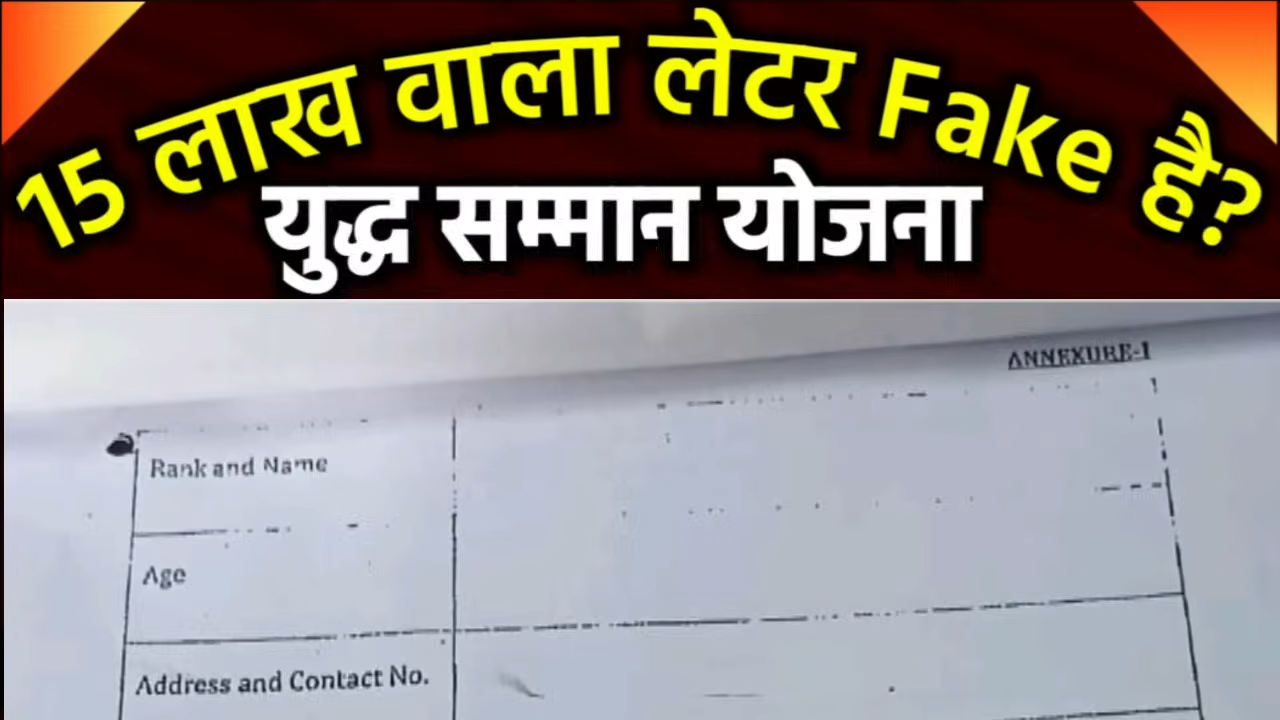 15 लाख वाला लेटर Fake है?
युद्ध सम्मान योजना
ANNEXURE-I
Rank and Name
Age
Address and Contact No.